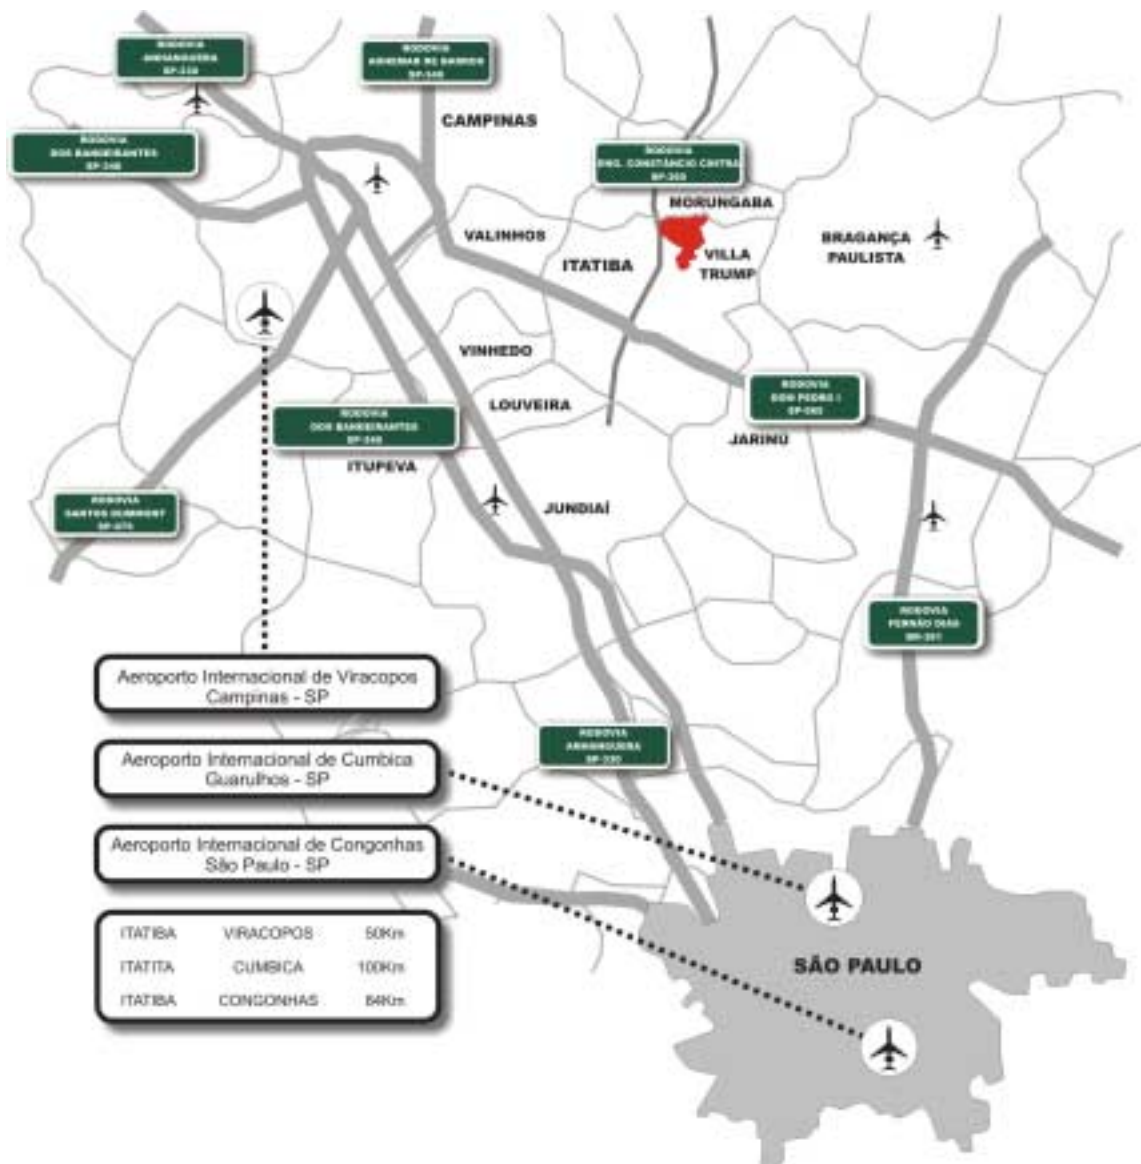 RODOVIA
ANHANGUERA
SP-330
RODOVIA
ADHEMAR DE BARROS
SP-340
CAMPINAS
RODOVIA
DOS BANDEIRANTES
SP-348
RODOVIA
ENG. CONSTÂNCIO CINTRA
SP-360
MORUNGABA
VALINHOS
ITATIBA
VILLA
TRUMP
BRAGANÇA
PAULISTA
VINHEDO
LOUVEIRA
RODOVIA
DOM PEDRO I
SP-065
RODOVIA
DOS BANDEIRANTES
SP-348
JARINÚ
ITUPEVA
RODOVIA
SANTOS DUMMONT
SP-075
JUNDIAÍ
RODOVIA
FERNÃO DIAS
BR-381
Aeroporto Internacional de Viracopos
Campinas - SP
RODOVIA
ANHANGUERA
SP-330
Aeroporto Internacional de Cumbica
Guarulhos - SP
Aeroporto Internacional de Congonhas
São Paulo - SP
ITATIBA VIRACOPOS 50Km
ITATITA CUMBICA 100Km
ITATIBA CONGONHAS 84Km
SÃO PAULO